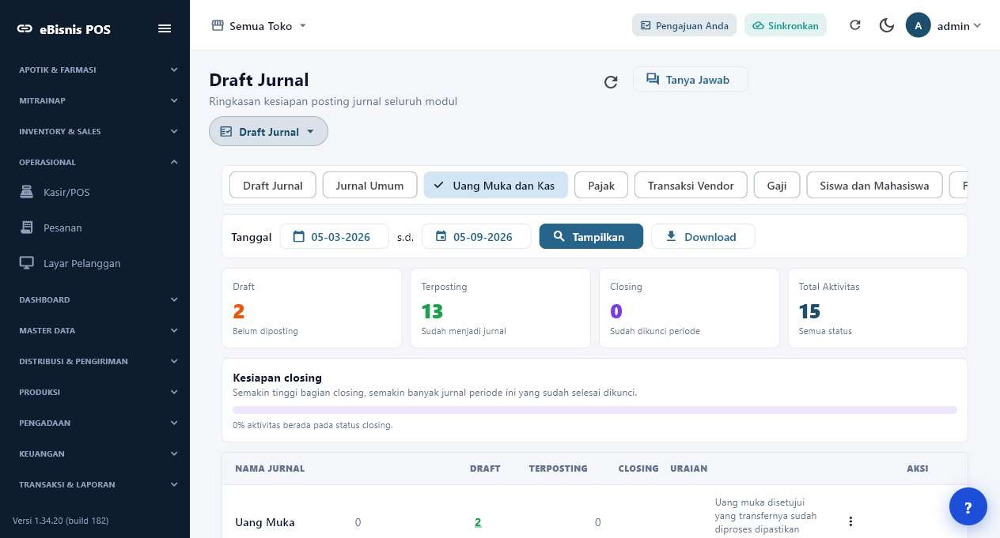 eBisnis POS
Semua Toko
Pengajuan Anda
Sinkronkan
A
admin
APOTIK & FARMASI
MITRAINAP
INVENTORY & SALES
OPERASIONAL
Kasir/POS
Pesanan
Layar Pelanggan
DASHBOARD
MASTER DATA
DISTRIBUSI & PENGIRIMAN
PRODUKSI
PENGADAAN
KEUANGAN
TRANSAKSI & LAPORAN
Versi 1.34.20 (build 182)
Draft Jurnal
Ringkasan kesiapan posting jurnal seluruh modul
Tanya Jawab
Draft Jurnal
Draft Jurnal
Jurnal Umum
Uang Muka dan Kas
Pajak
Transaksi Vendor
Gaji
Siswa dan Mahasiswa
Tanggal
05-03-2026
s.d.
05-09-2026
Tampilkan
Download
Draft
2
Belum diposting
Terposting
13
Sudah menjadi jurnal
Closing
0
Sudah dikunci periode
Total Aktivitas
15
Semua status
Kesiapan closing
Semakin tinggi bagian closing, semakin banyak jurnal periode ini yang sudah selesai dikunci.
0% aktivitas berada pada status closing.
NAMA JURNAL DRAFT TERPOSTING CLOSING URAIAN AKSI
Uang Muka 0 2 0
Uang muka disetujui
yang transfernya sudah
diproses dipastikan
?